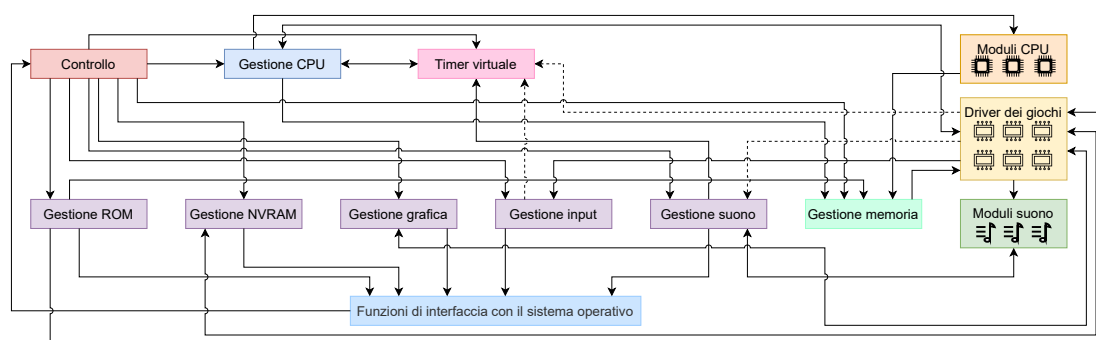 Controllo
Gestione CPU
Timer virtuale
Moduli CPU
Driver dei giochi
Gestione ROM
Gestione NVRAM
Gestione grafica
Gestione input
Gestione suono
Gestione memoria
Moduli suono
Funzioni di interfaccia con il sistema operativo